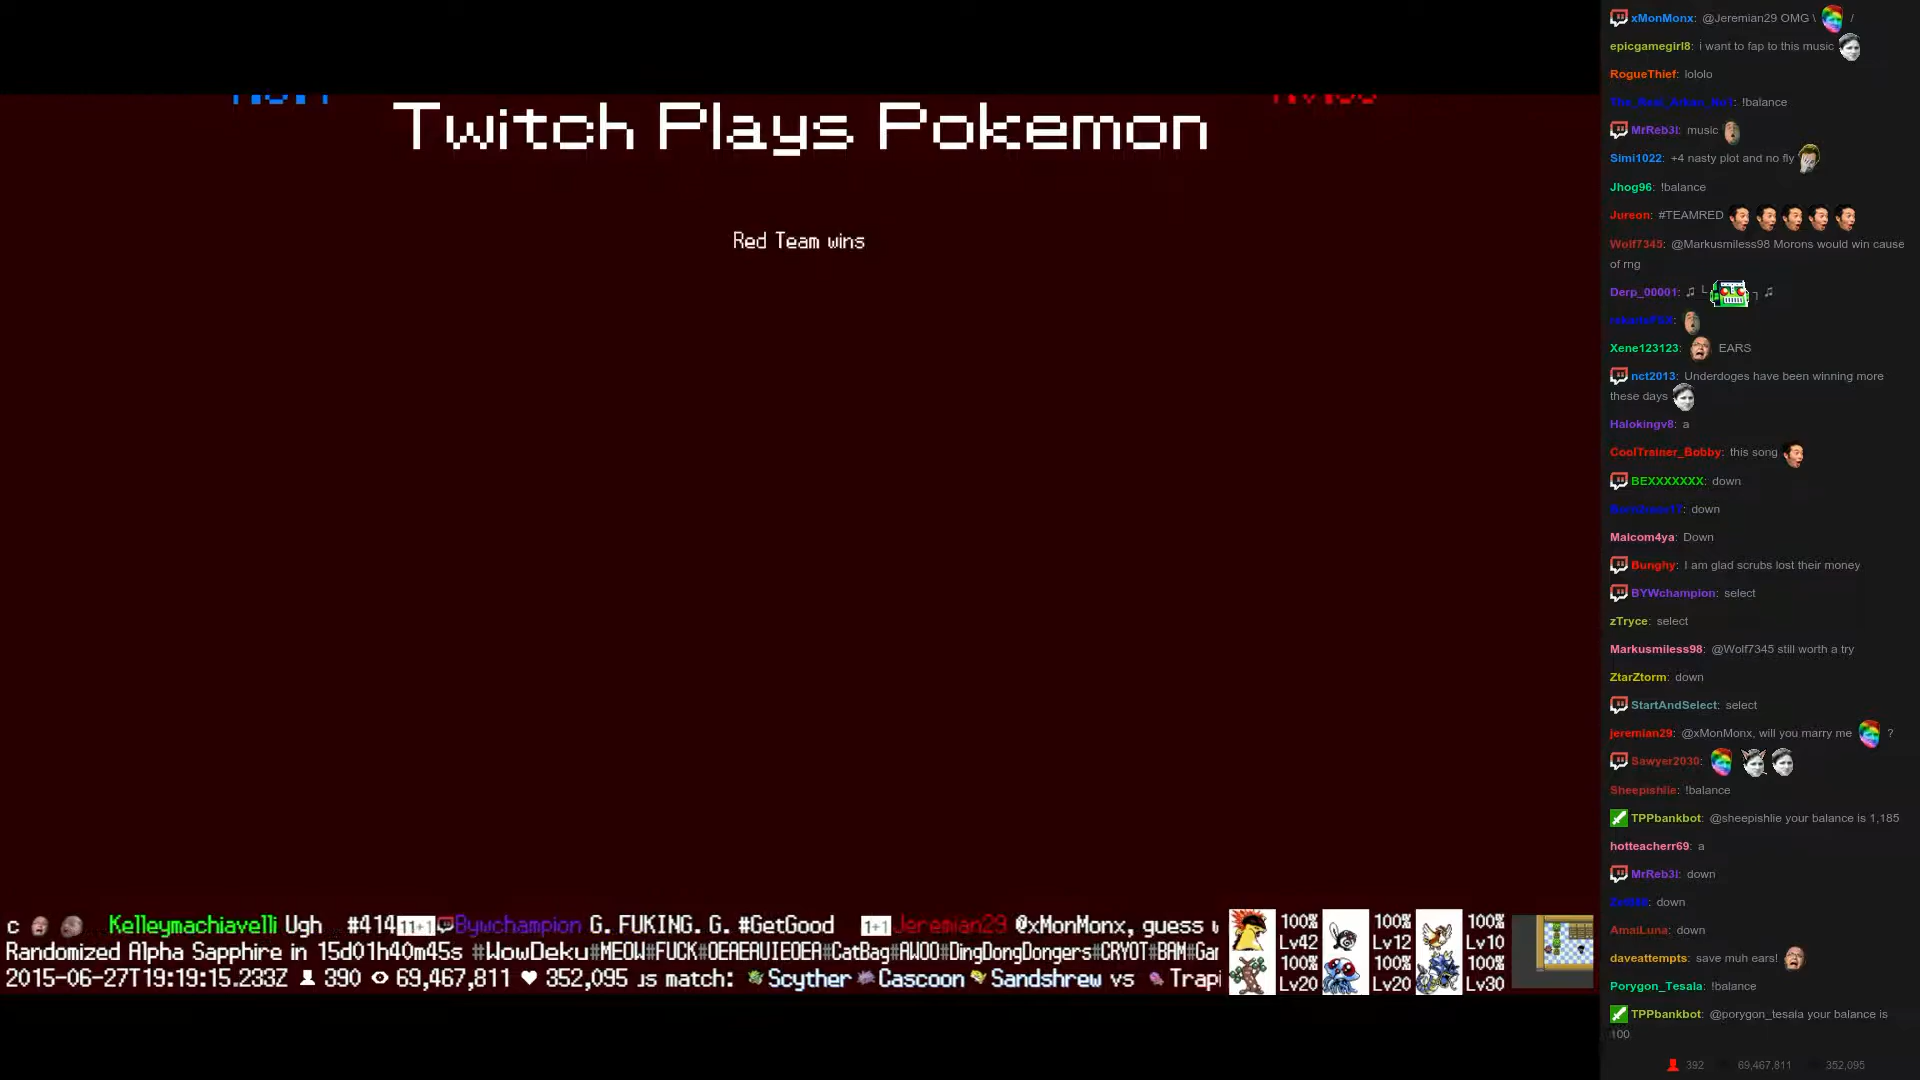 Twitch Plays Pokemon
Red Team wins
c Kelleymachiavelli Ugh #414 11+1 Bywchampion G. FUKING. G. #GetGood 1+1 Jeremian29 @xMonMonx, guess w
Randomized Alpha Sapphire in 15d01h40m45s #WowDeku#MEOW#FUCK#OEAEAUIEOEA#CatBag#AWOO#DingDongDongers#CRYOT#BAM#Gar
2015-06-27T19:19:15.233Z 390 69,467,811 352,095 us match: Scyther Cascoon Sandshrew vs Trapi
100% Lv42 100% Lv12 100% Lv10
100% Lv20 100% Lv20 100% Lv30
xMonMonx: @Jeremian29 OMG \ /
epicgamegirl8: i want to fap to this music
RogueThief: lololo
The_Real_Arkan_No1: !balance
MrReb3l: music
Simi1022: +4 nasty plot and no fly
Jhog96: !balance
Jureon: #TEAMRED
Wolf7345: @Markusmiless98 Morons would win cause
of rng
Derp_00001: ♫ └ ┐ ♫
Xene123123: EARS
nct2013: Underdoges have been winning more
these days
Halokingv8: a
CoolTrainer_Bobby: this song
BEXXXXXXX: down
: down
Malcom4ya: Down
Bunghy: I am glad scrubs lost their money
BYWchampion: select
zTryce: select
Markusmiless98: @Wolf7345 still worth a try
ZtarZtorm: down
StartAndSelect: select
jeremian29: @xMonMonx, will you marry me ?
Sawyer2030:
Sheepishlie: !balance
TPPbankbot: @sheepishlie your balance is 1,185
hotteacherr69: a
MrReb3l: down
: down
AmaiLuna: down
daveattempts: save muh ears!
Porygon_Tesala: !balance
TPPbankbot: @porygon_tesala your balance is
100
392 69,467,811 352,095